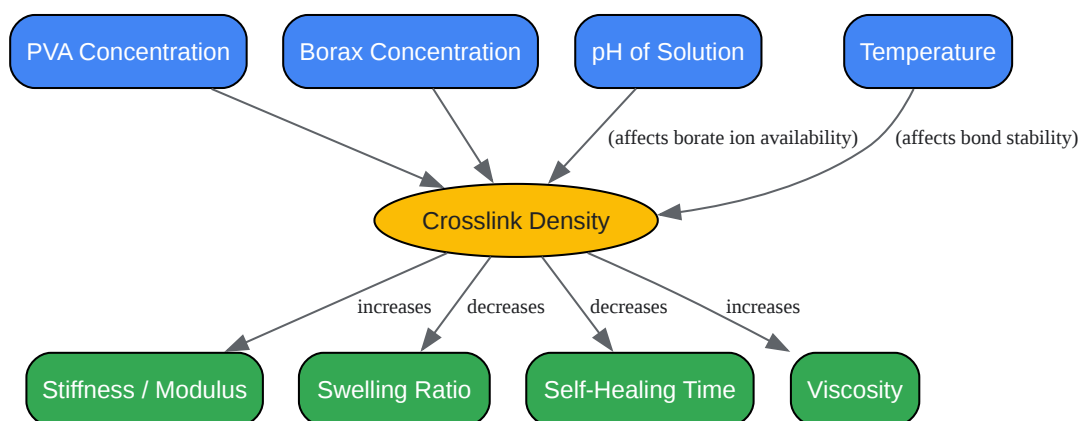 PVA Concentration
Borax Concentration
pH of Solution
Temperature
(affects borate ion availability)
(affects bond stability)
Crosslink Density
increases
decreases
decreases
increases
Stiffness / Modulus
Swelling Ratio
Self-Healing Time
Viscosity